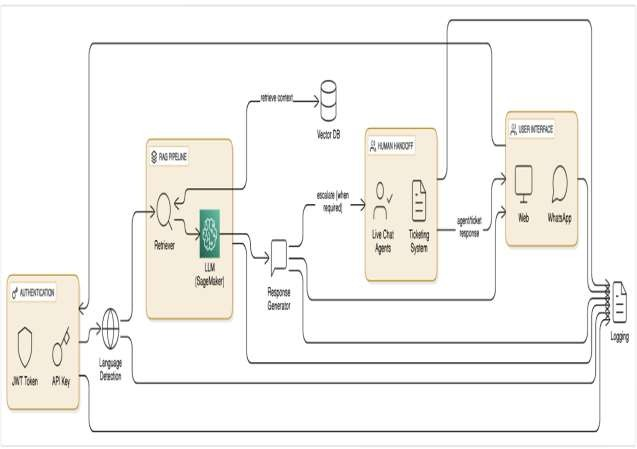 retrieve context
Vector DB
RAG PIPELINE
Retriever
LLM
(SageMaker)
HUMAN HANDOFF
Live Chat
Agents
Ticketing
System
USER INTERFACE
Web
WhatsApp
escalate (when
required)
agent/ticket
response
Response
Generator
AUTHENTICATION
JWT Token
API Key
Language
Detection
Logging